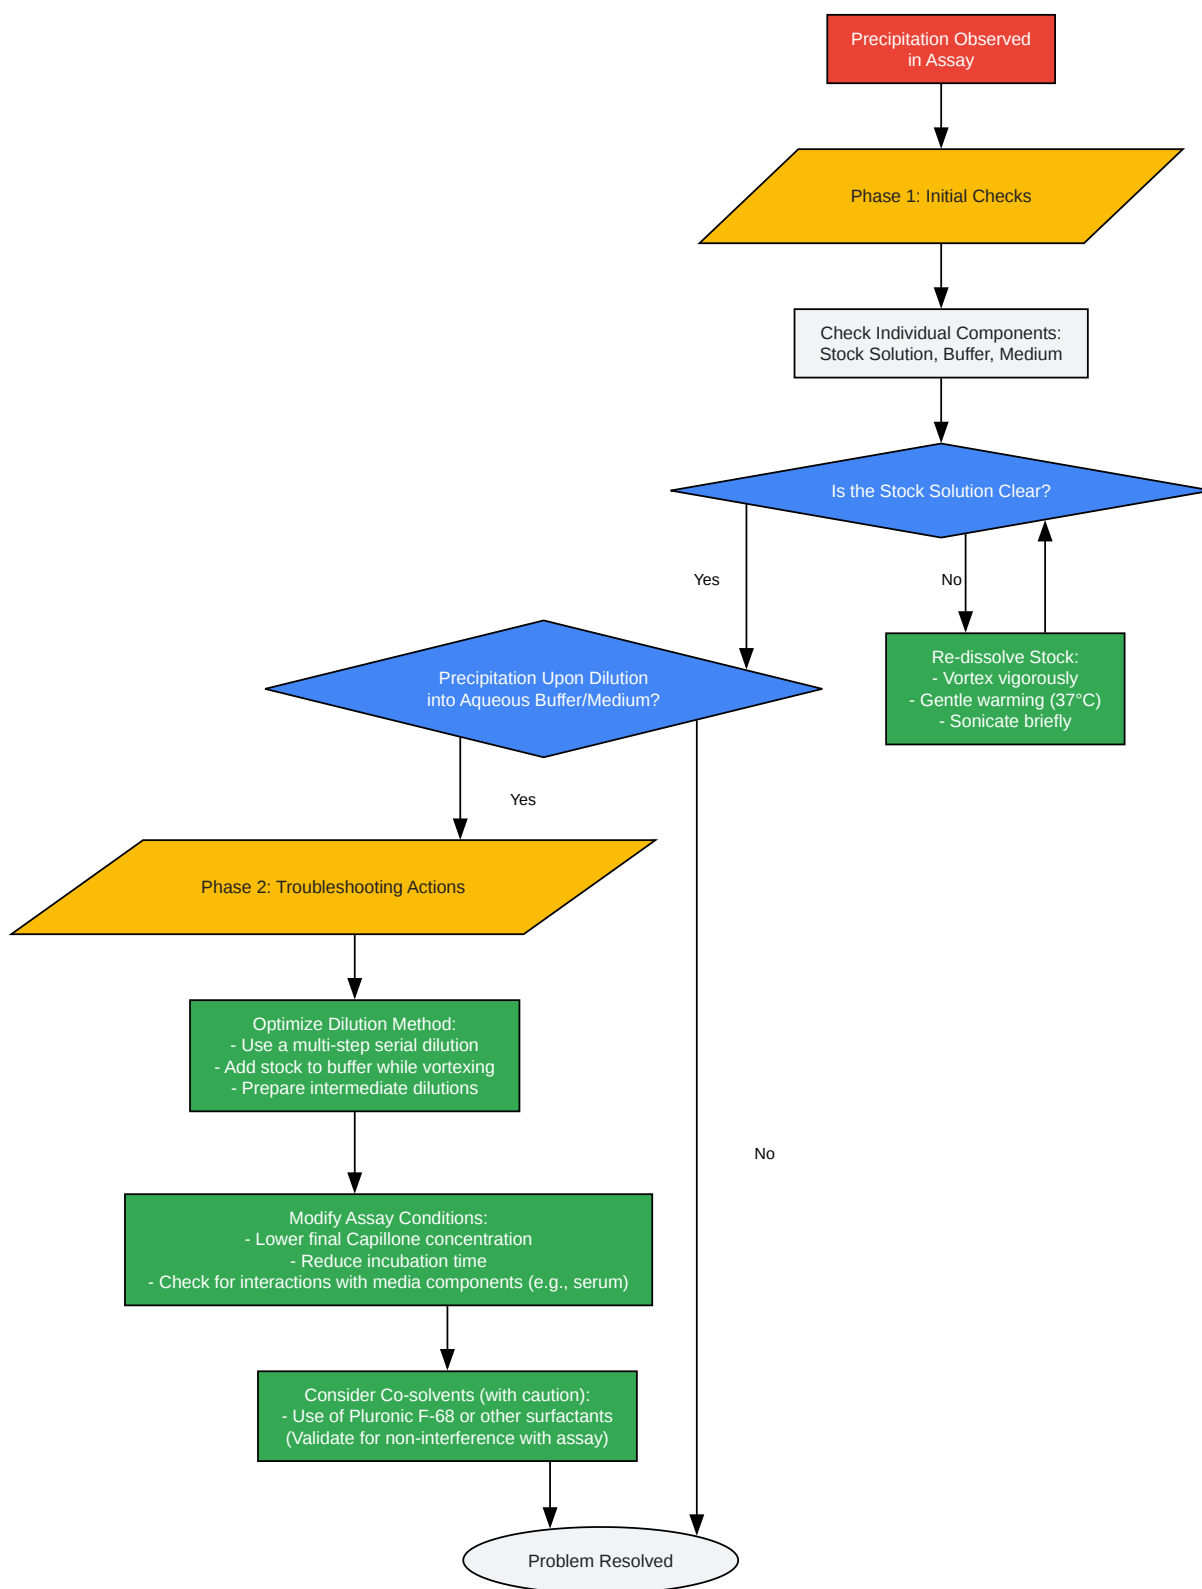 Precipitation Observed
in Assay
Phase 1: Initial Checks
Check Individual Components:
Stock Solution, Buffer, Medium
Is the Stock Solution Clear?
Yes
No
Re-dissolve Stock:
- Vortex vigorously
- Gentle warming (37°C)
- Sonicate briefly
Precipitation Upon Dilution
into Aqueous Buffer/Medium?
Yes
No
Phase 2: Troubleshooting Actions
Optimize Dilution Method:
- Use a multi-step serial dilution
- Add stock to buffer while vortexing
- Prepare intermediate dilutions
Modify Assay Conditions:
- Lower final Capillone concentration
- Reduce incubation time
- Check for interactions with media components (e.g., serum)
Consider Co-solvents (with caution):
- Use of Pluronic F-68 or other surfactants
(Validate for non-interference with assay)
Problem Resolved